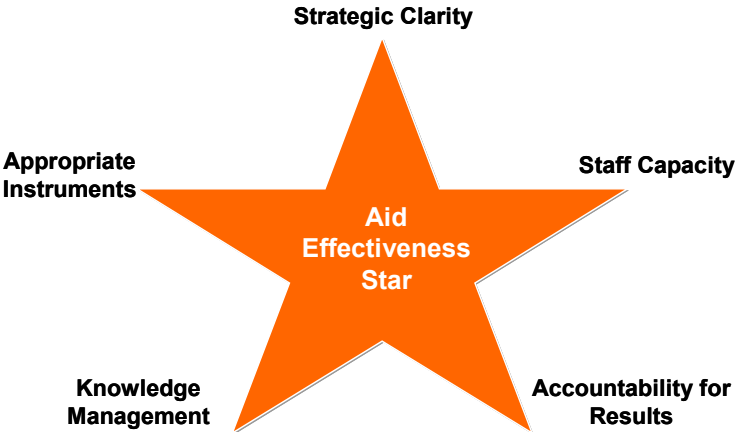 Strategic Clarity
Appropriate
Instruments
Staff Capacity
Aid
Effectiveness
Star
Knowledge
Management
Accountability for
Results